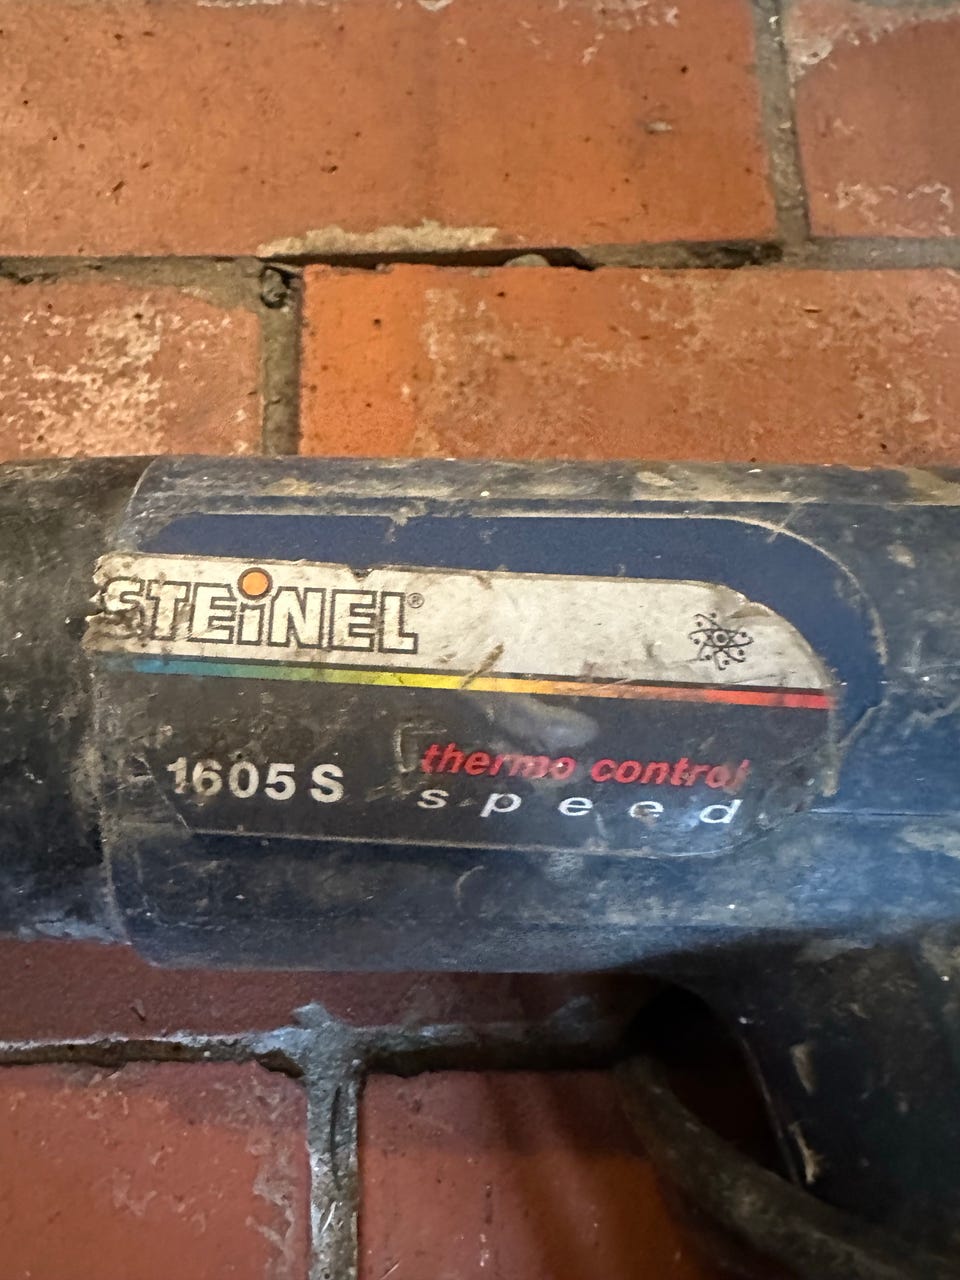 STEiNEL®
1605 S
thermo control
speed